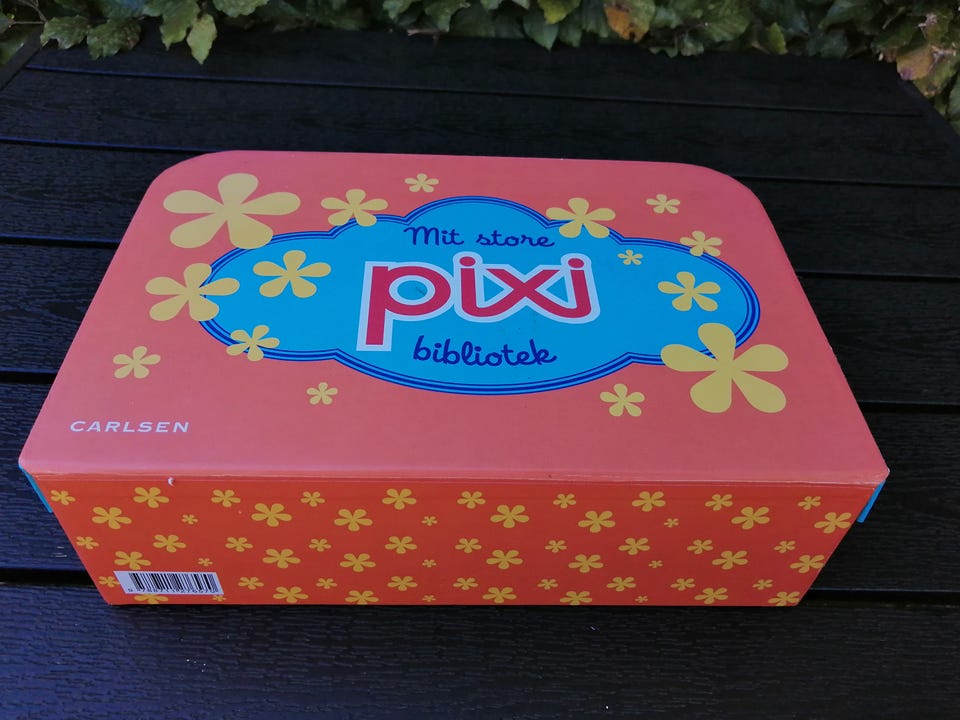 Mit store
pixi
bibliotek
CARLSEN